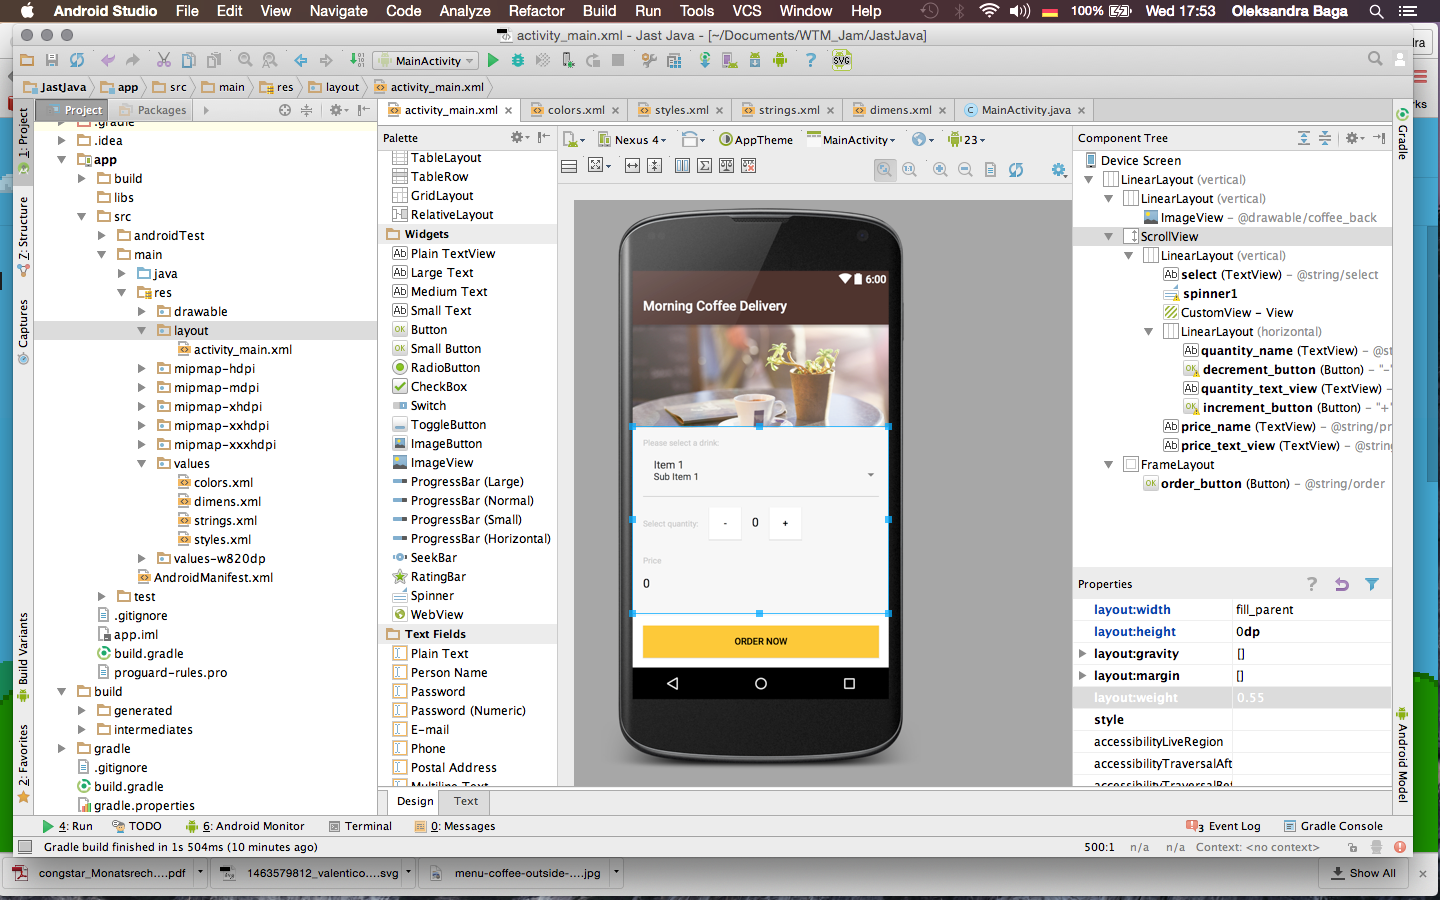 Android Studio File Edit View Navigate Code Analyze Refactor Build Run Tools VCS Window Help 100% Wed 17:53 Oleksandra Baga
activity_main.xml - Jast Java - [~/Documents/WTM_Jam/JastJava]
MainActivity
SVG
JastJava app src main res layout activity_main.xml
Project Packages
activity_main.xml colors.xml styles.xml strings.xml dimens.xml MainActivity.java
1: Project
Z: Structure
Captures
Build Variants
2: Favorites
.gradle
.idea
app
build
libs
src
androidTest
main
java
res
drawable
layout
activity_main.xml
mipmap-hdpi
mipmap-mdpi
mipmap-xhdpi
mipmap-xxhdpi
mipmap-xxxhdpi
values
colors.xml
dimens.xml
strings.xml
styles.xml
values-w820dp
AndroidManifest.xml
test
.gitignore
app.iml
build.gradle
proguard-rules.pro
build
generated
intermediates
gradle
.gitignore
build.gradle
gradle.properties
Palette
TableLayout
TableRow
GridLayout
RelativeLayout
Widgets
Plain TextView
Large Text
Medium Text
Small Text
Button
Small Button
RadioButton
CheckBox
Switch
ToggleButton
ImageButton
ImageView
ProgressBar (Large)
ProgressBar (Normal)
ProgressBar (Small)
ProgressBar (Horizontal)
SeekBar
RatingBar
Spinner
WebView
Text Fields
Plain Text
Person Name
Password
Password (Numeric)
E-mail
Phone
Postal Address
Multiline Text
Nexus 4 AppTheme MainActivity 23
6:00
Morning Coffee Delivery
Please select a drink:
Item 1
Sub Item 1
Select quantity: - 0 +
Price
0
ORDER NOW
Design Text
Component Tree
Device Screen
LinearLayout (vertical)
LinearLayout (vertical)
ImageView - @drawable/coffee_back
ScrollView
LinearLayout (vertical)
select (TextView) - @string/select
spinner1
CustomView - View
LinearLayout (horizontal)
quantity_name (TextView) - @st
decrement_button (Button) - "-"
quantity_text_view (TextView) -
increment_button (Button) - "+"
price_name (TextView) - @string/pr
price_text_view (TextView) - @string
FrameLayout
order_button (Button) - @string/order
Properties
layout:width fill_parent
layout:height 0dp
layout:gravity []
layout:margin []
layout:weight 0.55
style
accessibilityLiveRegion
accessibilityTraversalAft
accessibilityTraversalBef
Gradle
Android Model
4: Run TODO 6: Android Monitor Terminal 0: Messages 3 Event Log Gradle Console
Gradle build finished in 1s 504ms (10 minutes ago) 500:1 n/a n/a Context: <no context>
congstar_Monatsrech....pdf 1463579812_valentico....svg menu-coffee-outside-....jpg Show All